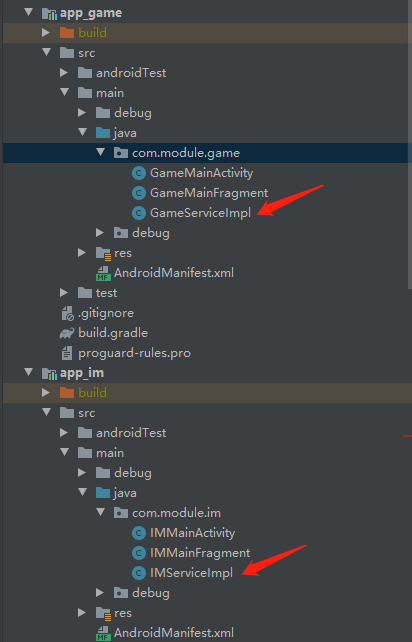 app_game
build
src
androidTest
main
debug
java
com.module.game
C GameMainActivity
C GameMainFragment
C GameServiceImpl
debug
res
MF AndroidManifest.xml
test
.gitignore
build.gradle
proguard-rules.pro
app_im
build
src
androidTest
main
debug
java
com.module.im
C IMMainActivity
C IMMainFragment
C IMServiceImpl
debug
res
MF AndroidManifest.xml